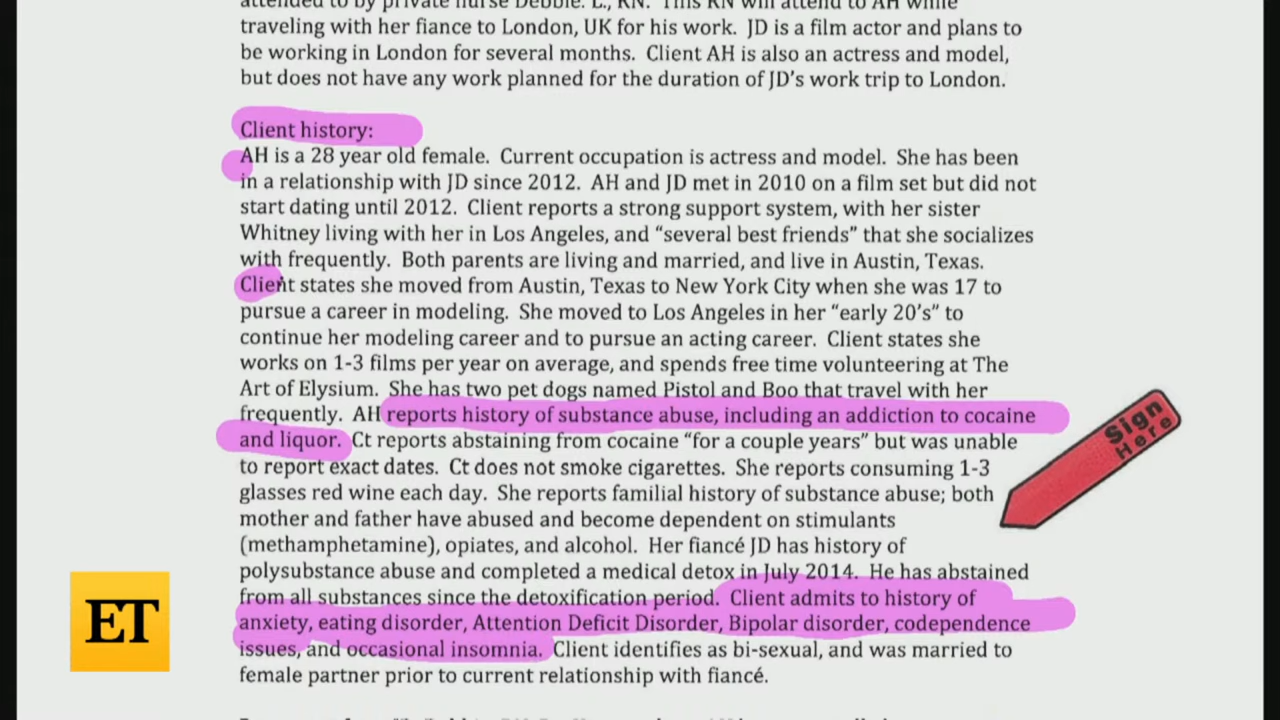 attended to by private nurse Debbie. L., RN. This RN will attend to AH while
traveling with her fiance to London, UK for his work. JD is a film actor and plans to
be working in London for several months. Client AH is also an actress and model,
but does not have any work planned for the duration of JD's work trip to London.
Client history:
AH is a 28 year old female. Current occupation is actress and model. She has been
in a relationship with JD since 2012. AH and JD met in 2010 on a film set but did not
start dating until 2012. Client reports a strong support system, with her sister
Whitney living with her in Los Angeles, and “several best friends” that she socializes
with frequently. Both parents are living and married, and live in Austin, Texas.
Client states she moved from Austin, Texas to New York City when she was 17 to
pursue a career in modeling. She moved to Los Angeles in her “early 20’s” to
continue her modeling career and to pursue an acting career. Client states she
works on 1-3 films per year on average, and spends free time volunteering at The
Art of Elysium. She has two pet dogs named Pistol and Boo that travel with her
frequently. AH reports history of substance abuse, including an addiction to cocaine
and liquor. Ct reports abstaining from cocaine “for a couple years” but was unable
to report exact dates. Ct does not smoke cigarettes. She reports consuming 1-3
glasses red wine each day. She reports familial history of substance abuse; both
mother and father have abused and become dependent on stimulants
(methamphetamine), opiates, and alcohol. Her fiancé JD has history of
polysubstance abuse and completed a medical detox in July 2014. He has abstained
from all substances since the detoxification period. Client admits to history of
anxiety, eating disorder, Attention Deficit Disorder, Bipolar disorder, codependence
issues, and occasional insomnia. Client identifies as bi-sexual, and was married to
female partner prior to current relationship with fiancé.
Sign
Here
ET